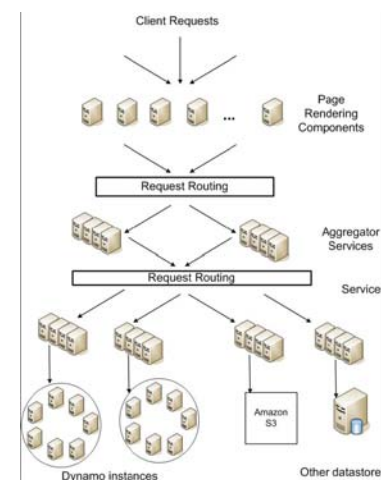 Client Requests
Page
Rendering
Components
...
Request Routing
Aggregator
Services
Request Routing
Service
Amazon
S3
Dynamo instances
Other datastore